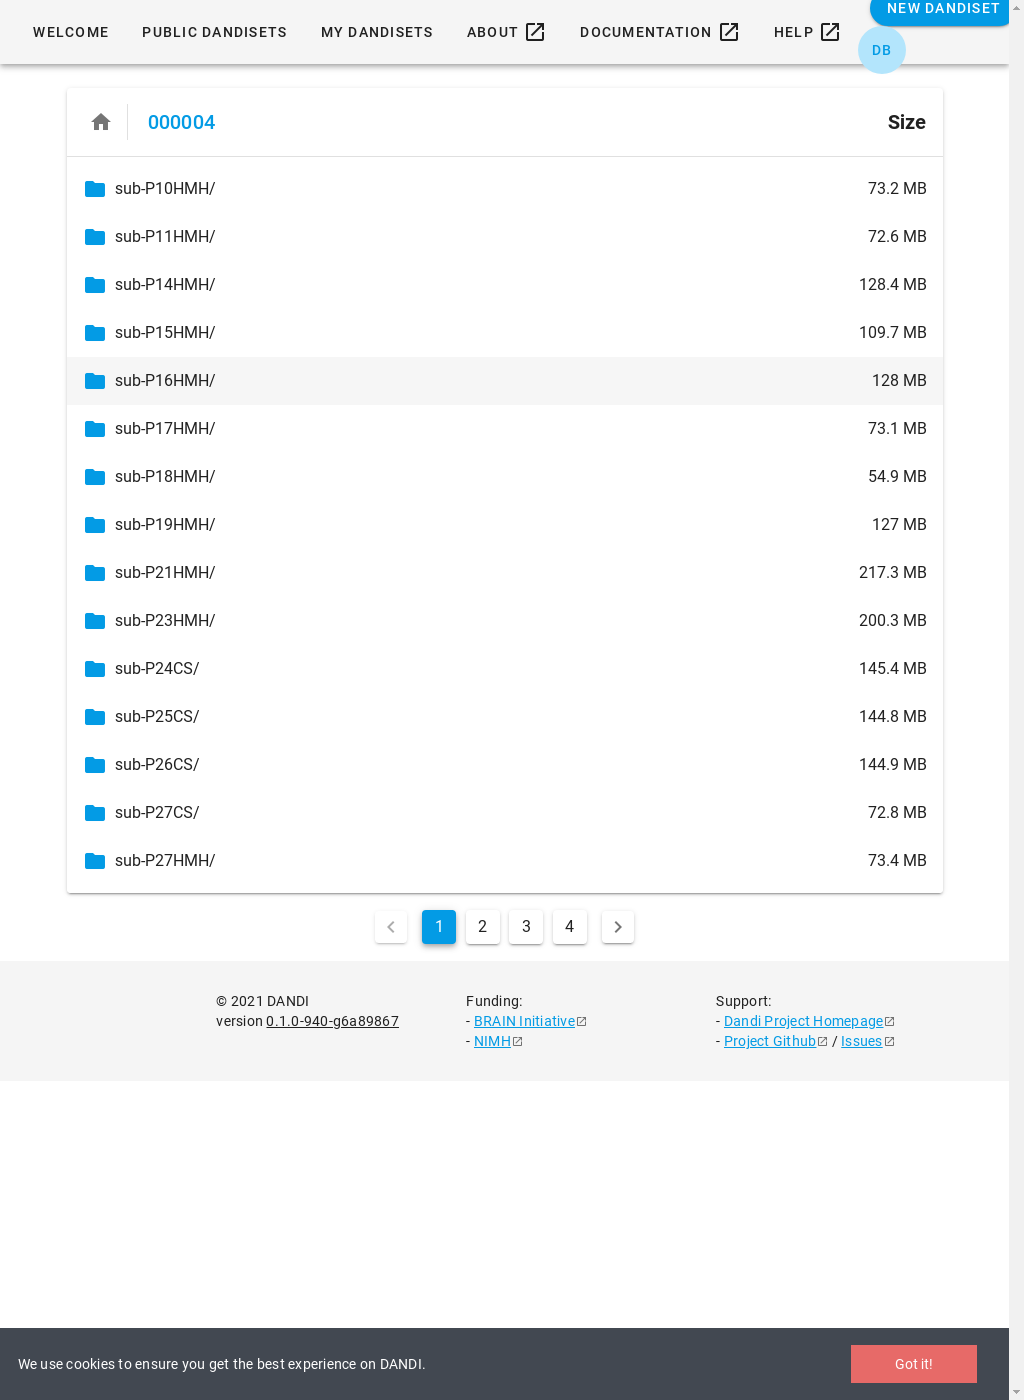 WELCOME PUBLIC DANDISETS MY DANDISETS ABOUT DOCUMENTATION HELP NEW DANDISET
DB
000004 Size
sub-P10HMH/ 73.2 MB
sub-P11HMH/ 72.6 MB
sub-P14HMH/ 128.4 MB
sub-P15HMH/ 109.7 MB
sub-P16HMH/ 128 MB
sub-P17HMH/ 73.1 MB
sub-P18HMH/ 54.9 MB
sub-P19HMH/ 127 MB
sub-P21HMH/ 217.3 MB
sub-P23HMH/ 200.3 MB
sub-P24CS/ 145.4 MB
sub-P25CS/ 144.8 MB
sub-P26CS/ 144.9 MB
sub-P27CS/ 72.8 MB
sub-P27HMH/ 73.4 MB
1 2 3 4
© 2021 DANDI
version 0.1.0-940-g6a89867
Funding:
- BRAIN Initiative
- NIMH
Support:
- Dandi Project Homepage
- Project Github / Issues
We use cookies to ensure you get the best experience on DANDI. Got it!